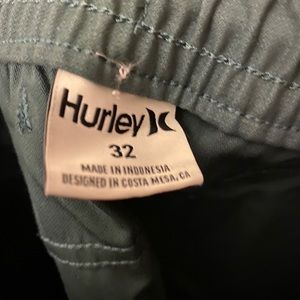 Hurley
32
MADE IN INDONESIA
DESIGNED IN COSTA MESA, CA